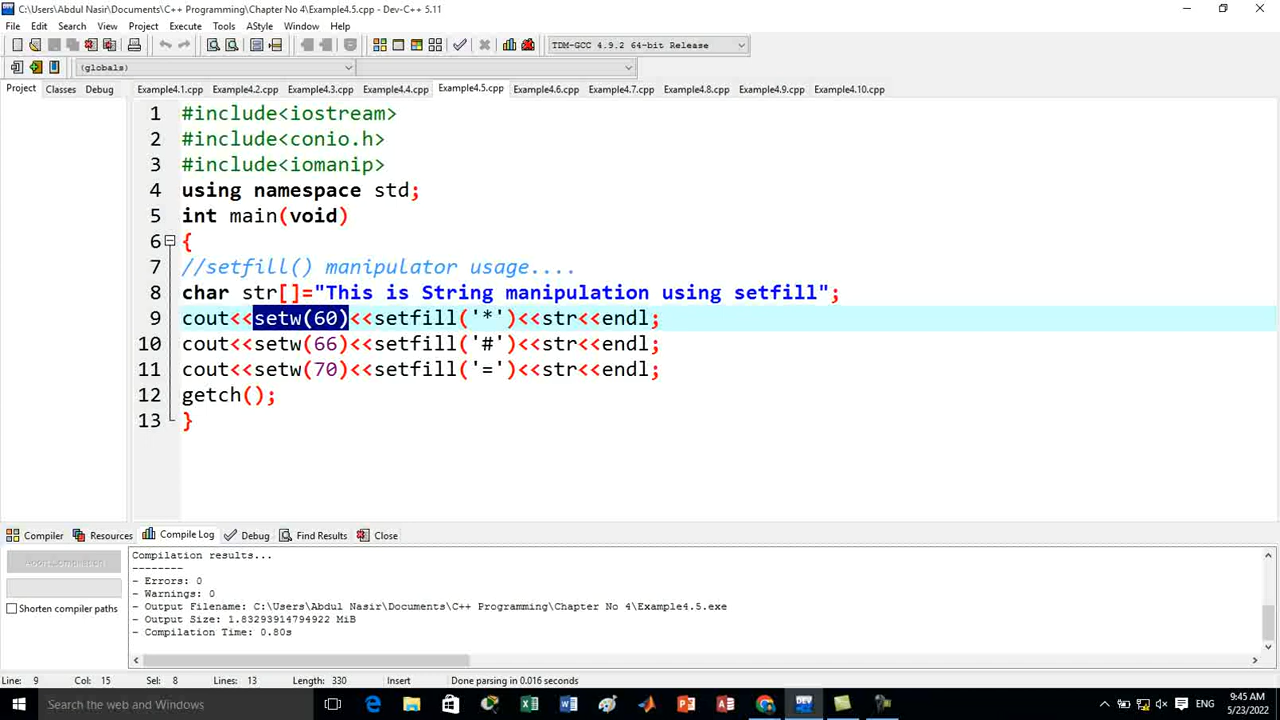 C:\Users\Abdul Nasir\Documents\C++ Programming\Chapter No 4\Example4.5.cpp - Dev-C++ 5.11
File Edit Search View Project Execute Tools AStyle Window Help
TDM-GCC 4.9.2 64-bit Release
(globals)
Project Classes Debug Example4.1.cpp Example4.2.cpp Example4.3.cpp Example4.4.cpp Example4.5.cpp Example4.6.cpp Example4.7.cpp Example4.8.cpp Example4.9.cpp Example4.10.cpp
1 #include<iostream>
2 #include<conio.h>
3 #include<iomanip>
4 using namespace std;
5 int main(void)
6 {
7 //setfill() manipulator usage....
8 char str[]="This is String manipulation using setfill";
9 cout<<setw(60)<<setfill('*')<<str<<endl;
10 cout<<setw(66)<<setfill('#')<<str<<endl;
11 cout<<setw(70)<<setfill('=')<<str<<endl;
12 getch();
13 }
Compiler Resources Compile Log Debug Find Results Close
Abort Compilation
Shorten compiler paths
Compilation results...
--------
- Errors: 0
- Warnings: 0
- Output Filename: C:\Users\Abdul Nasir\Documents\C++ Programming\Chapter No 4\Example4.5.exe
- Output Size: 1.83293914794922 MiB
- Compilation Time: 0.80s
Line: 9 Col: 15 Sel: 8 Lines: 13 Length: 330 Insert Done parsing in 0.016 seconds
Search the web and Windows
DEV
ENG
9:45 AM
5/23/2022